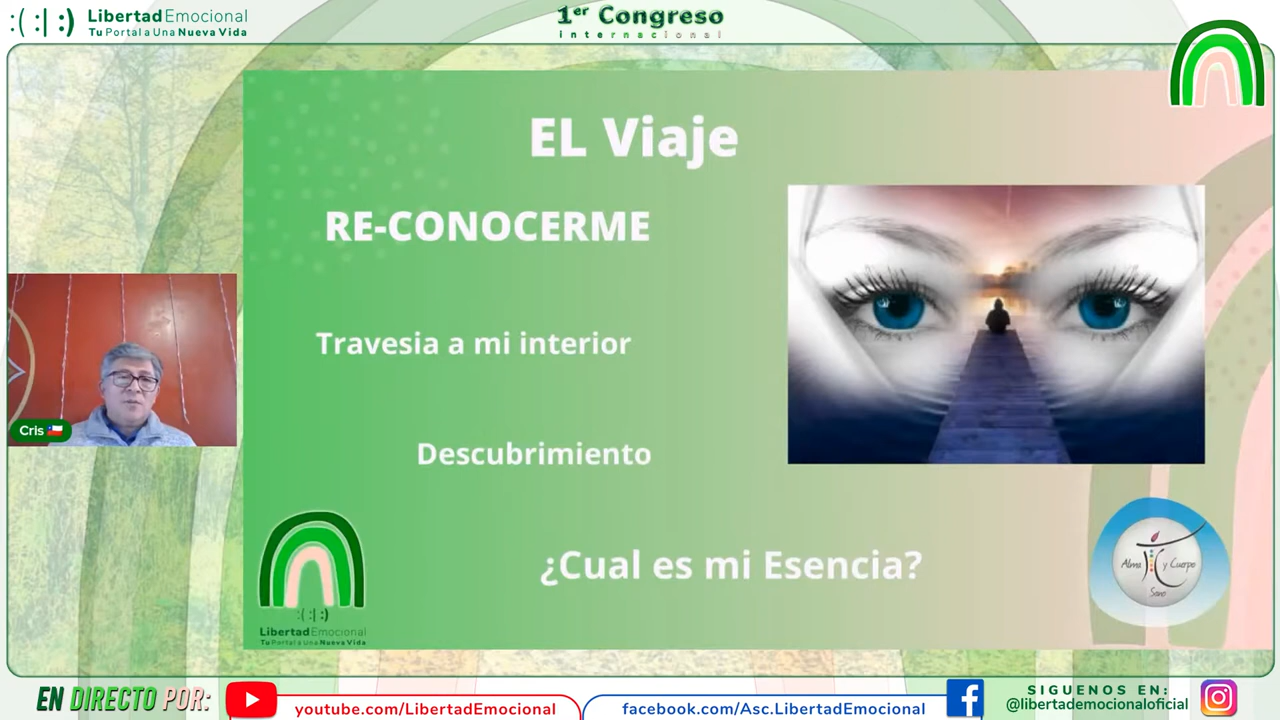 :(:|:) LibertadEmocional
Tu Portal a Una Nueva Vida
1er Congreso
internacional
EL Viaje
RE-CONOCERME
Travesia a mi interior
Descubrimiento
¿Cual es mi Esencia?
Cris
:(:|:)
LibertadEmocional
Tu Portal a Una Nueva Vida
Alma y Cuerpo
Sano
EN DIRECTO POR:
youtube.com/LibertadEmocional
facebook.com/Asc.LibertadEmocional
SIGUENOS EN:
@libertademocionaloficial